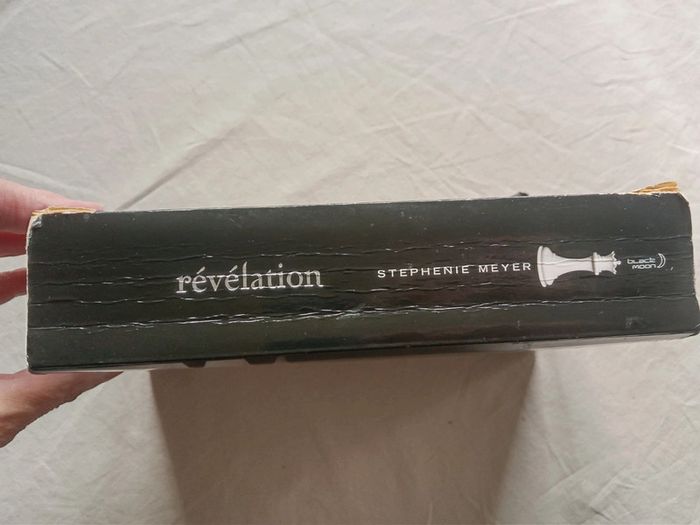 révélation
STEPHENIE MEYER
black
moon